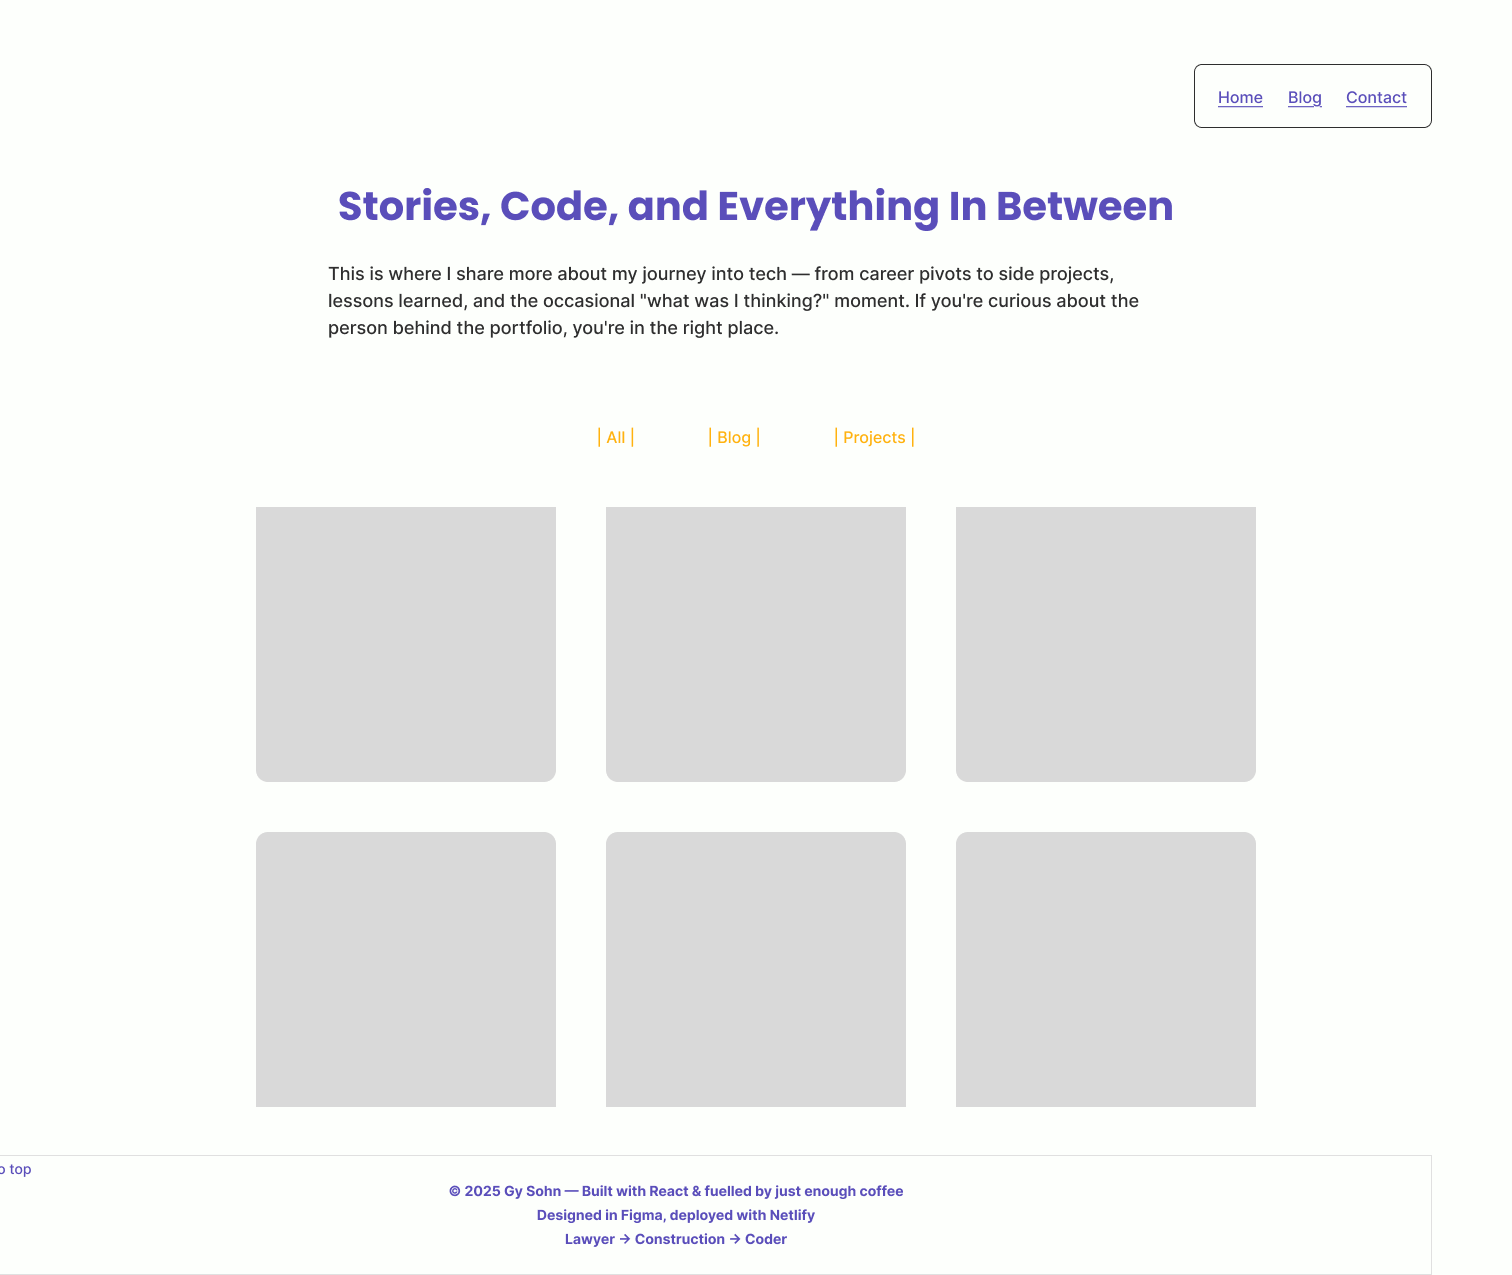 Home Blog Contact
Stories, Code, and Everything In Between
This is where I share more about my journey into tech — from career pivots to side projects,
lessons learned, and the occasional "what was I thinking?" moment. If you're curious about the
person behind the portfolio, you're in the right place.
| All | | Blog | | Projects |
top
© 2025 Gy Sohn — Built with React & fuelled by just enough coffee
Designed in Figma, deployed with Netlify
Lawyer → Construction → Coder